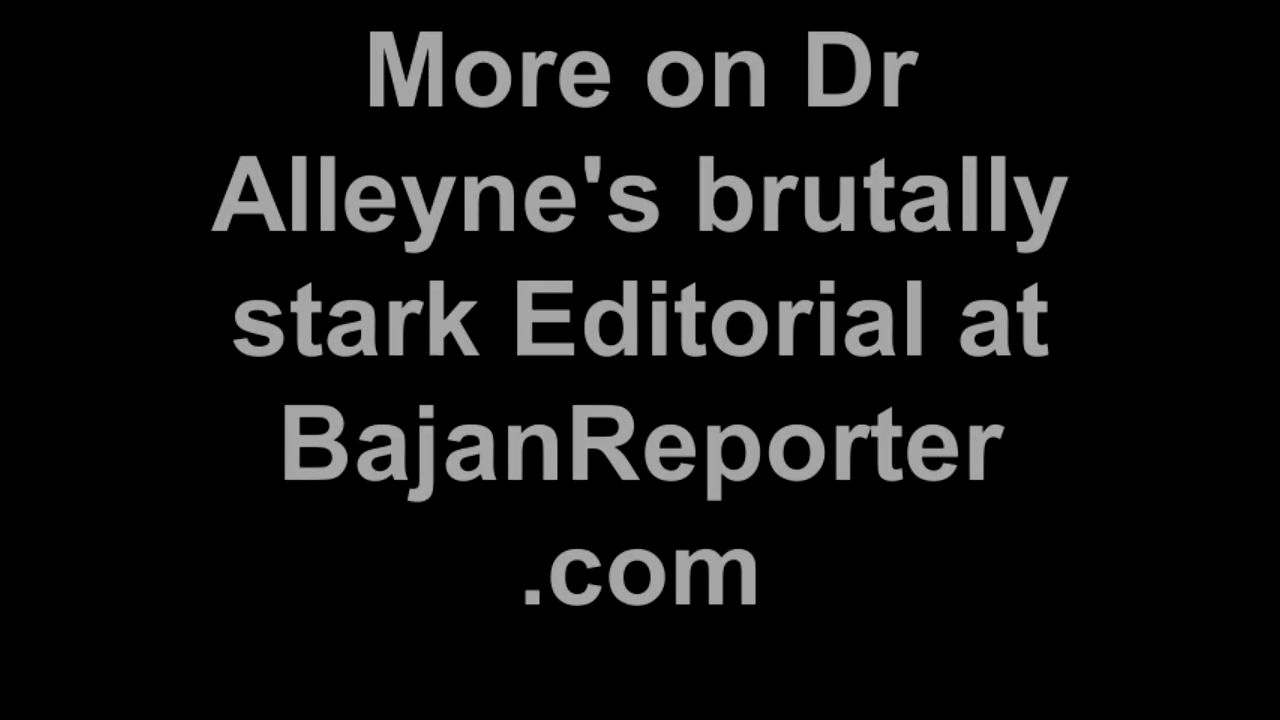 More on Dr
Alleyne's brutally
stark Editorial at
BajanReporter
.com